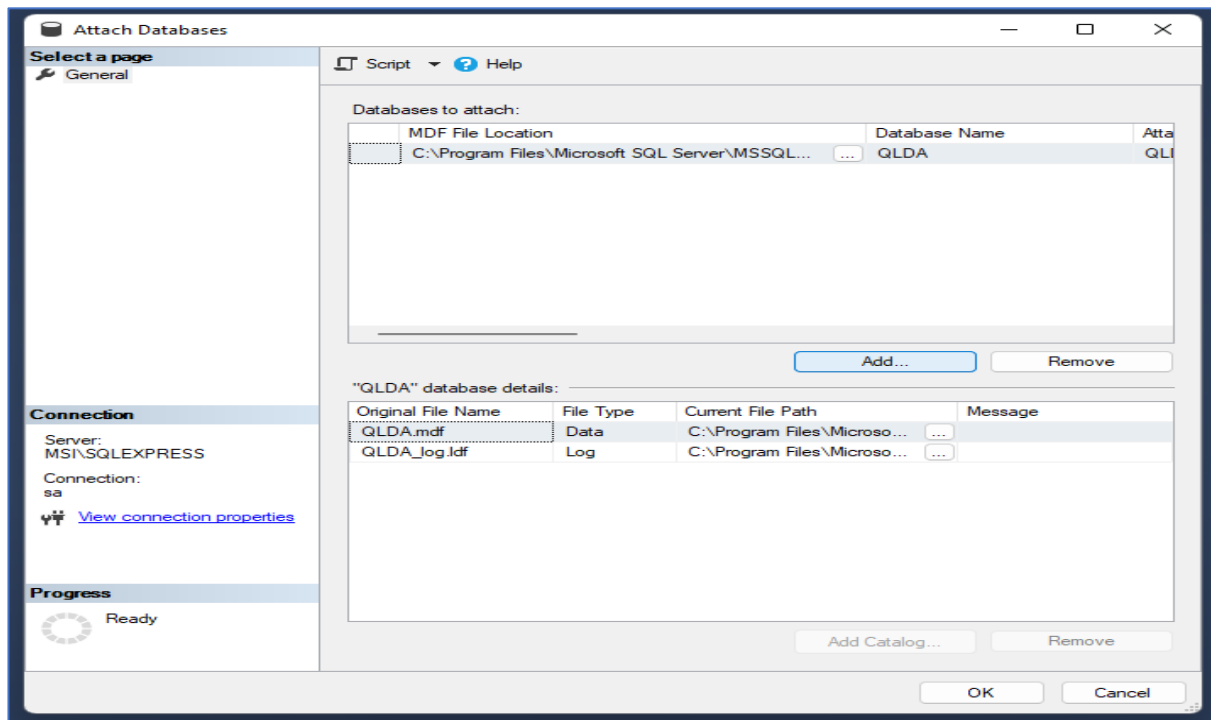 Attach Databases
Select a page
General
Script
Help
Databases to attach:
MDF File Location Database Name Atta
C:\Program Files\Microsoft SQL Server\MSSQL... ... QLDA QLI
Add... Remove
"QLDA" database details:
Original File Name File Type Current File Path Message
QLDA.mdf Data C:\Program Files\Microso... ...
QLDA_log.ldf Log C:\Program Files\Microso... ...
Connection
Server:
MSI\SQLEXPRESS
Connection:
sa
View connection properties
Progress
Ready
Add Catalog... Remove
OK Cancel